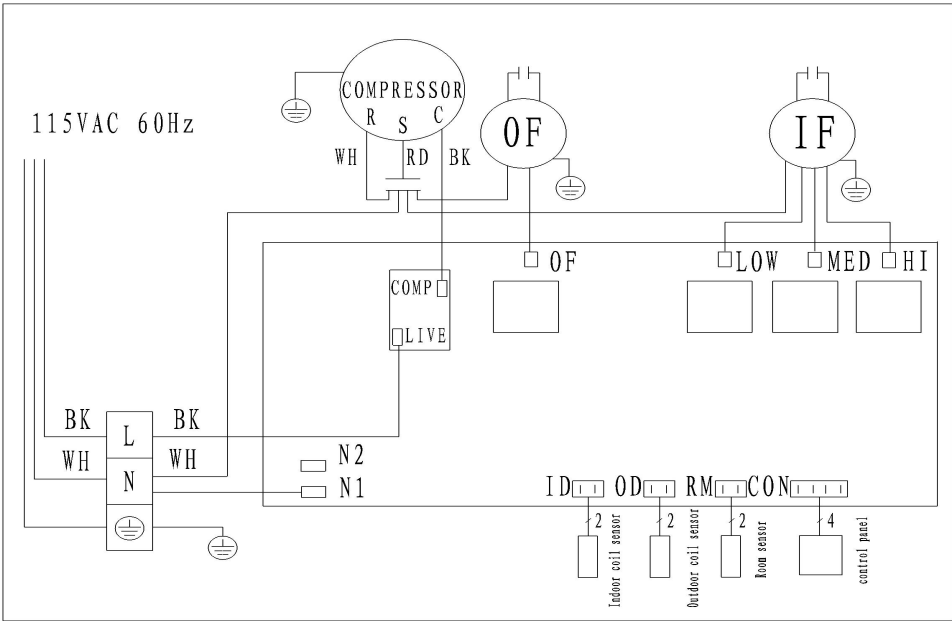 115VAC 60Hz
COMPRESSOR
R S C
WH RD BK
OF
IF
OF
LOW MED HI
COMP
LIVE
BK L BK
WH N WH
N2
N1
ID OD RM CON
2 2 2 4
Indoor coil sensor
Outdoor coil sensor
Room sensor
control panel